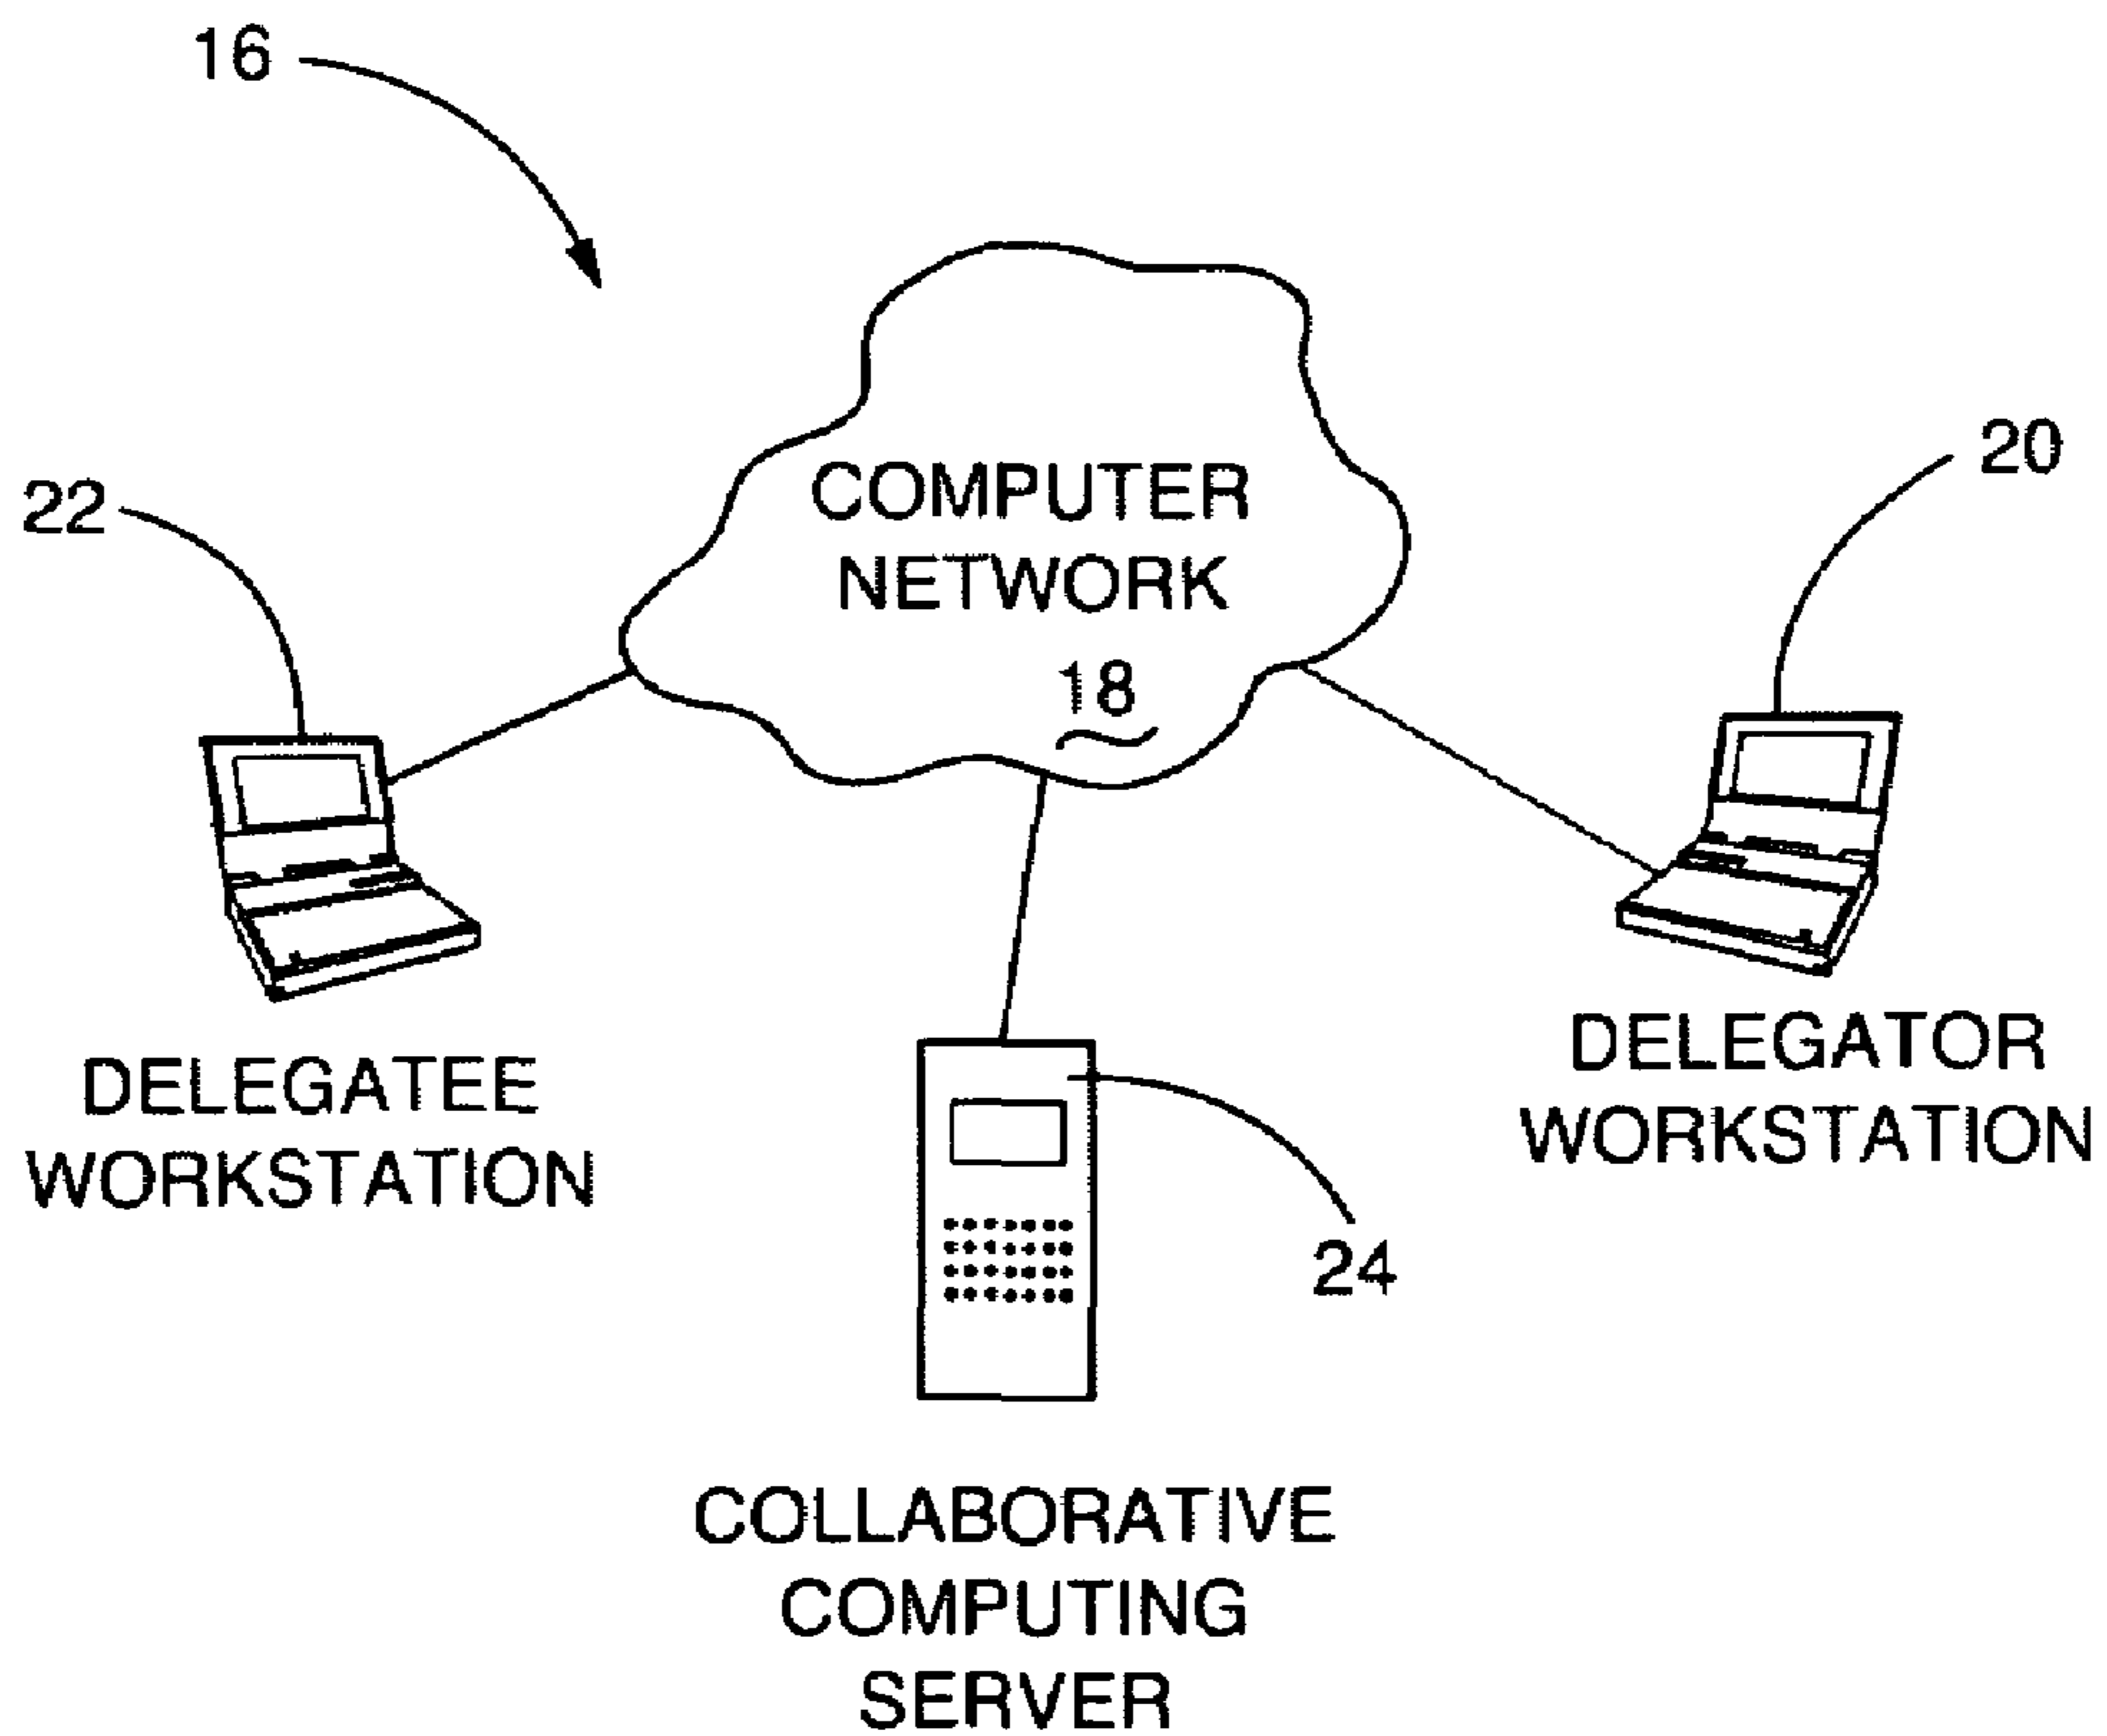 16
COMPUTER
NETWORK
18
20
22
DELEGATEE
WORKSTATION
DELEGATOR
WORKSTATION
24
COLLABORATIVE
COMPUTING
SERVER